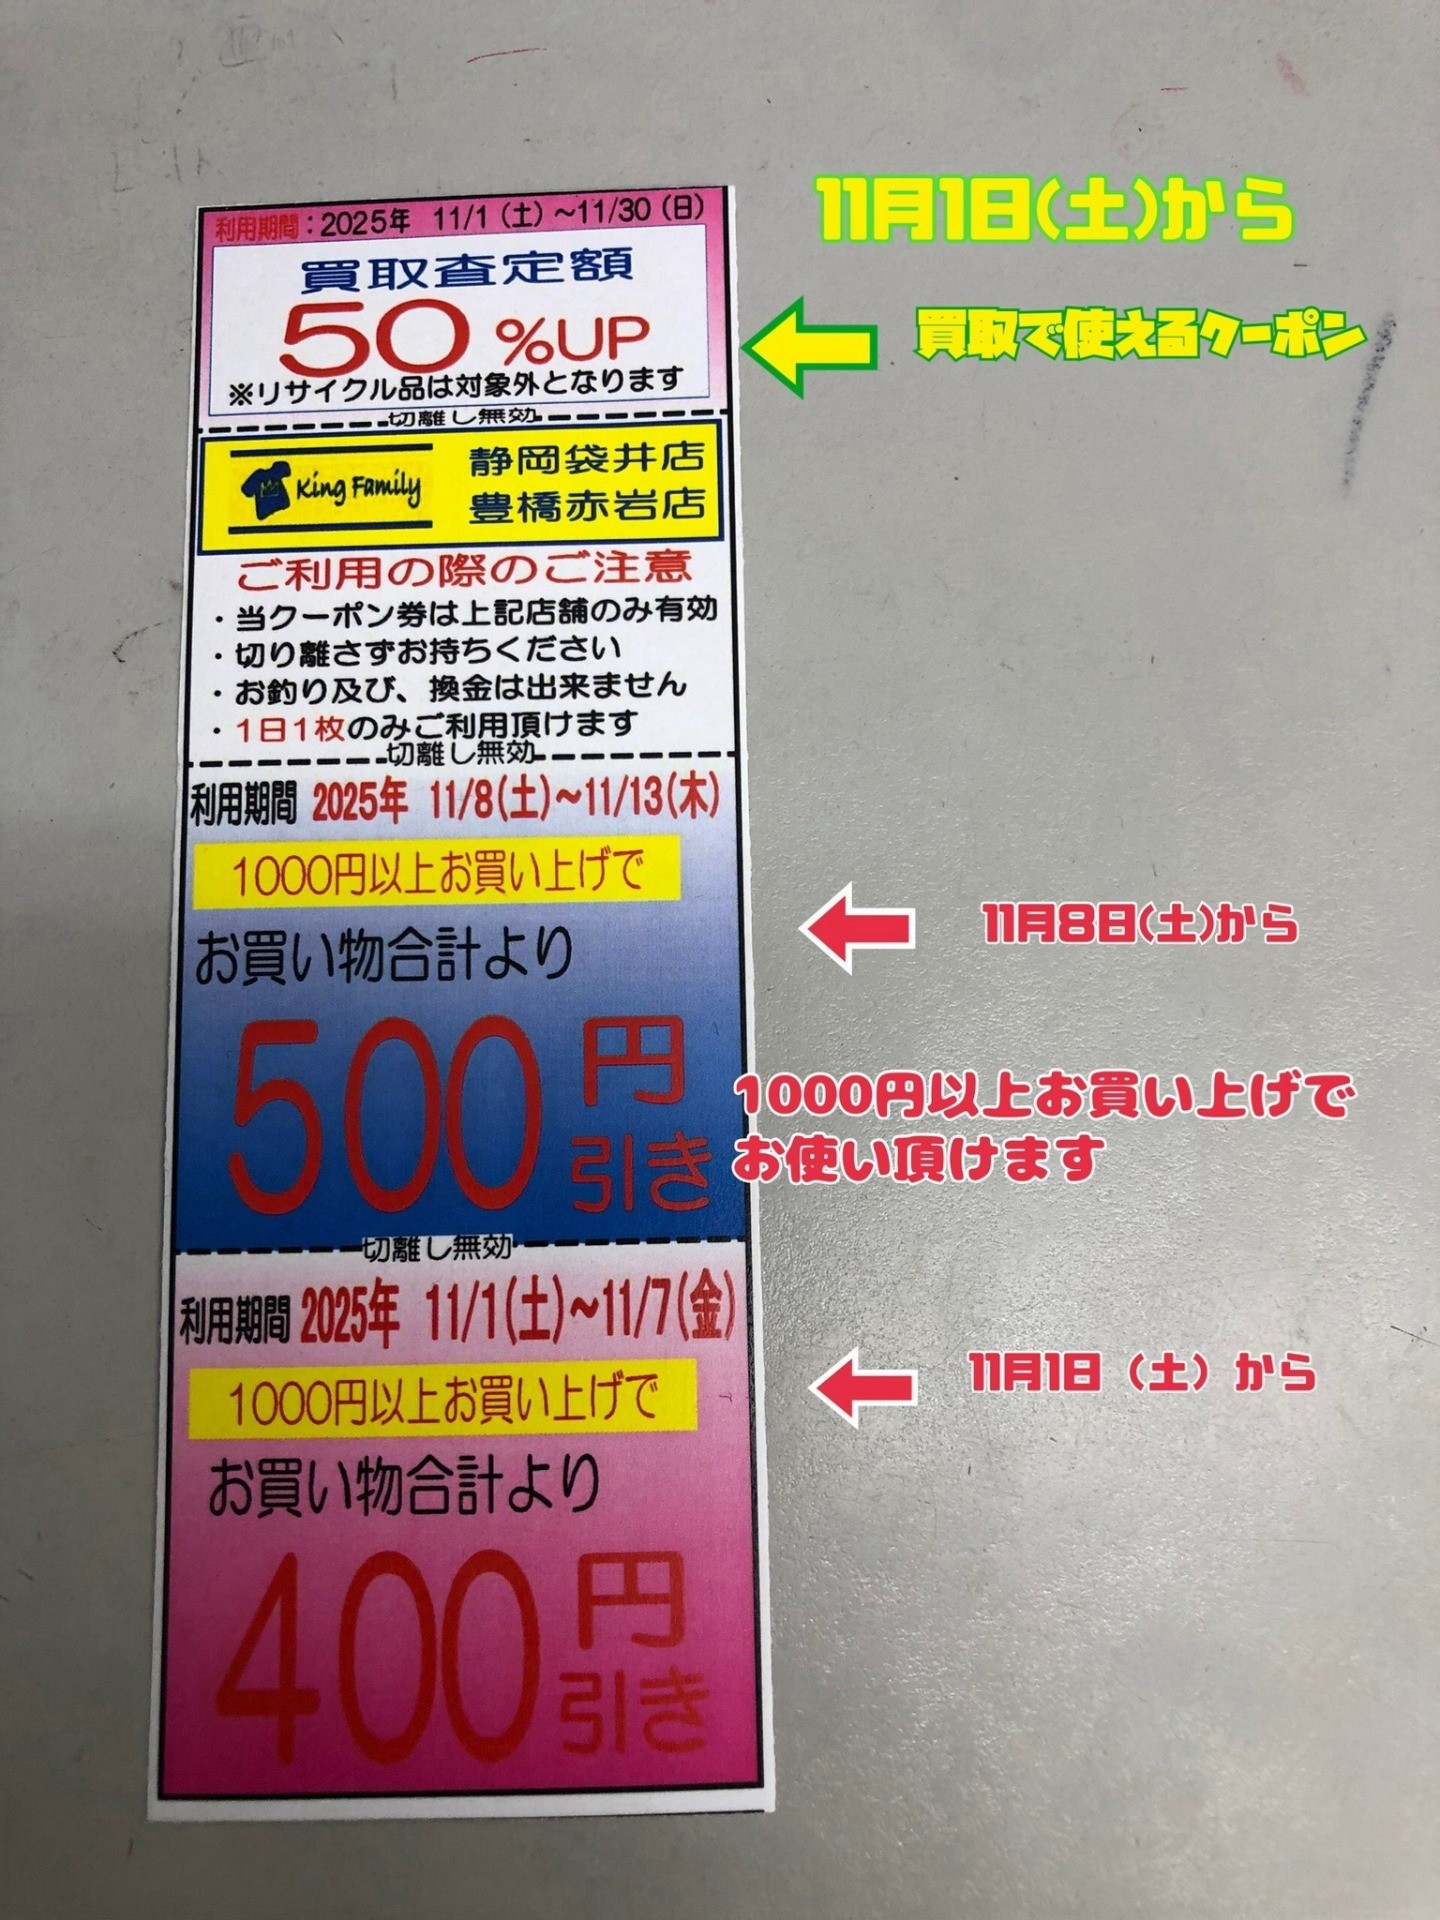 利用期間：2025年 11/1（土）～11/30（日）
買取査定額
50%UP
※リサイクル品は対象外となります
切離し無効
King Family
静岡袋井店
豊橋赤岩店
ご利用の際のご注意
・当クーポン券は上記店舗のみ有効
・切り離さずお持ちください
・お釣り及び、換金は出来ません
・1日1枚のみご利用頂けます
切離し無効
利用期間 2025年 11/8(土)～11/13(木)
1000円以上お買い上げで
お買い物合計より
500円引き
切離し無効
利用期間 2025年 11/1(土)～11/7(金)
1000円以上お買い上げで
お買い物合計より
400円引き
11月1日(土)から
買取で使えるクーポン
11月8日(土)から
1000円以上お買い上げで
お使い頂けます
11月1日（土）から